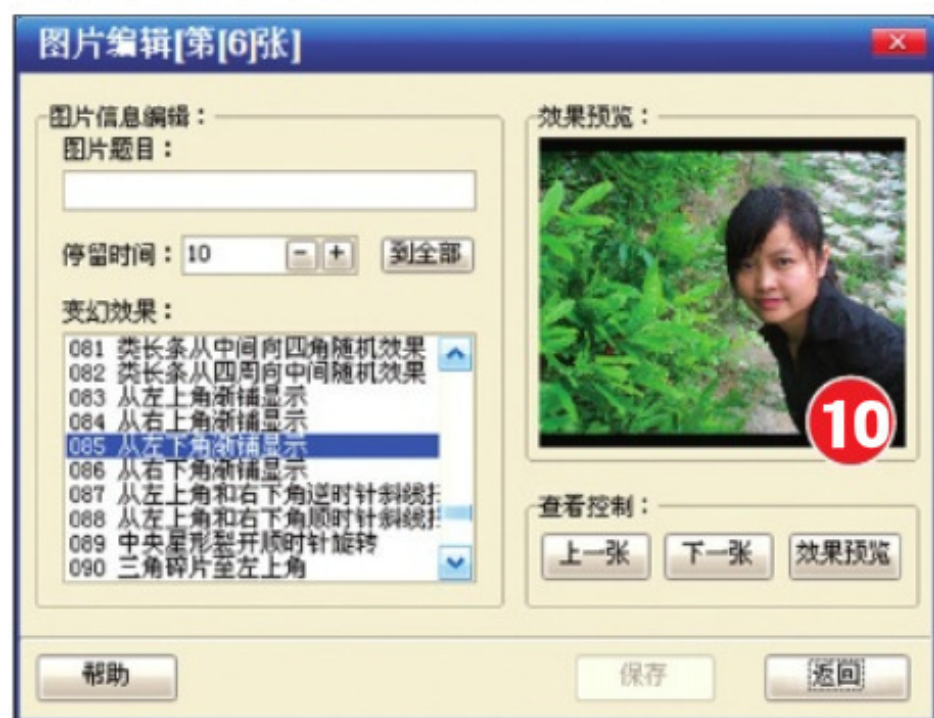 图片编辑[第[6]张]
图片信息编辑：
图片题目：
停留时间：10 - + 到全部
变幻效果：
081 类长条从中间向四角随机效果
082 类长条从四周向中间随机效果
083 从左上角渐铺显示
084 从右上角渐铺显示
085 从左下角渐铺显示
086 从右下角渐铺显示
087 从左上角和右下角逆时针斜线
088 从左上角和右下角顺时针斜线
089 中央星形裂开顺时针旋转
090 三角碎片至左上角
效果预览：
10
查看控制：
上一张 下一张 效果预览
帮助 保存 返回